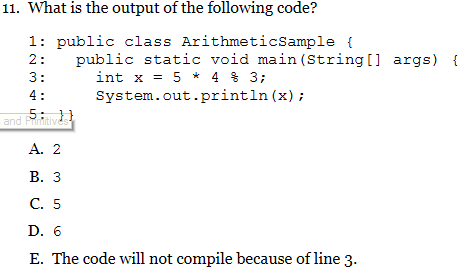 11. What is the output of the following code?
1: public class ArithmeticSample {
2: public static void main(String[] args) {
3: int x = 5 * 4 % 3;
4: System.out.println(x);
5: }}
and Primitives
A. 2
B. 3
C. 5
D. 6
E. The code will not compile because of line 3.